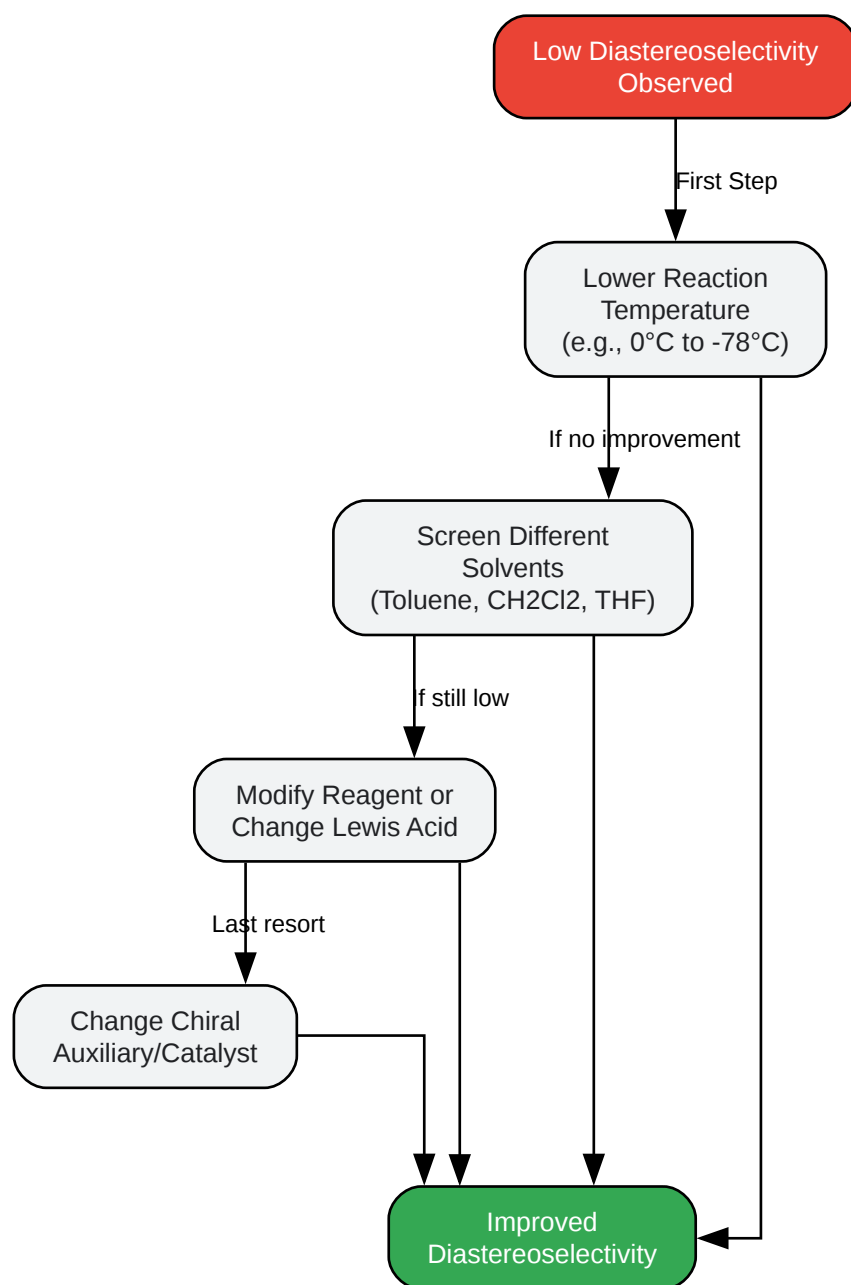 Low Diastereoselectivity
Observed
First Step
Lower Reaction
Temperature
(e.g., 0°C to -78°C)
If no improvement
Screen Different
Solvents
(Toluene, CH2Cl2, THF)
If still low
Modify Reagent or
Change Lewis Acid
Last resort
Change Chiral
Auxiliary/Catalyst
Improved
Diastereoselectivity